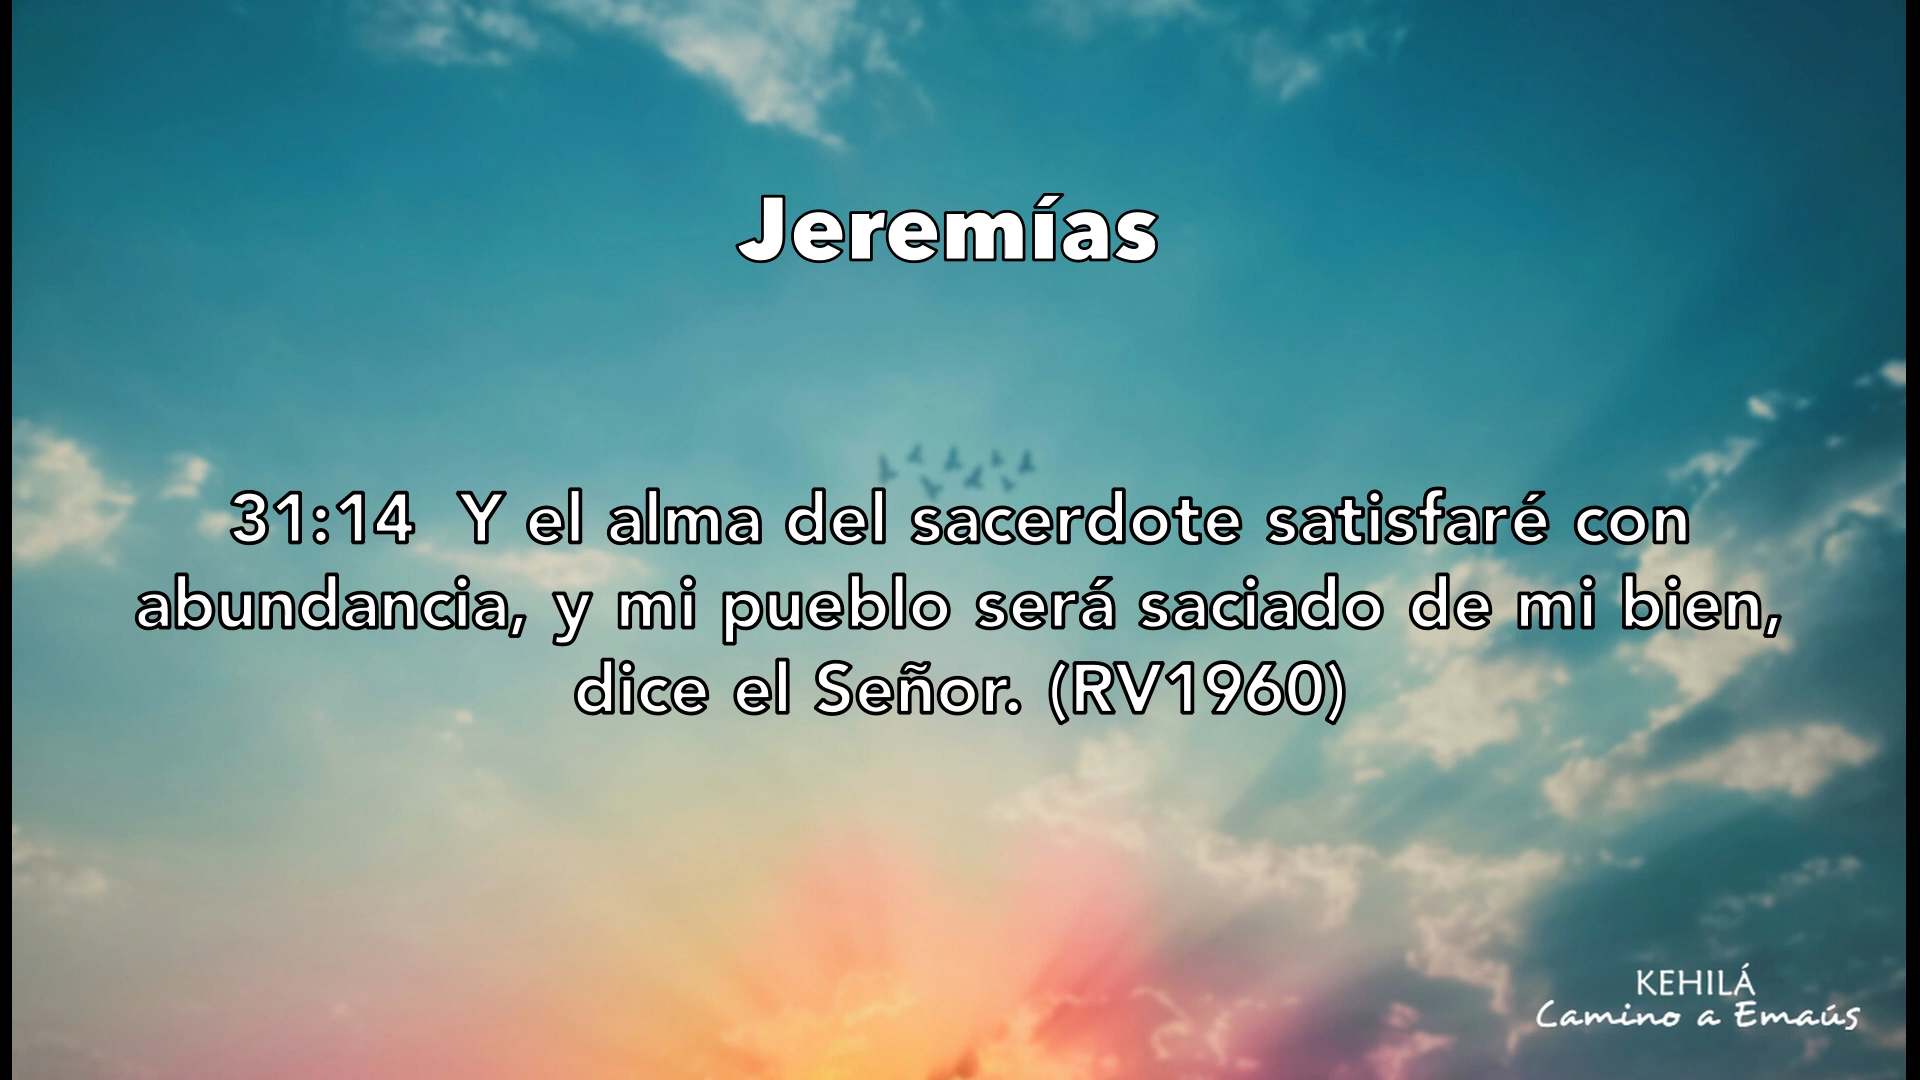 Jeremías
31:14  Y el alma del sacerdote satisfaré con
abundancia, y mi pueblo será saciado de mi bien,
dice el Señor. (RV1960)
KEHILÁ
Camino a Emaús